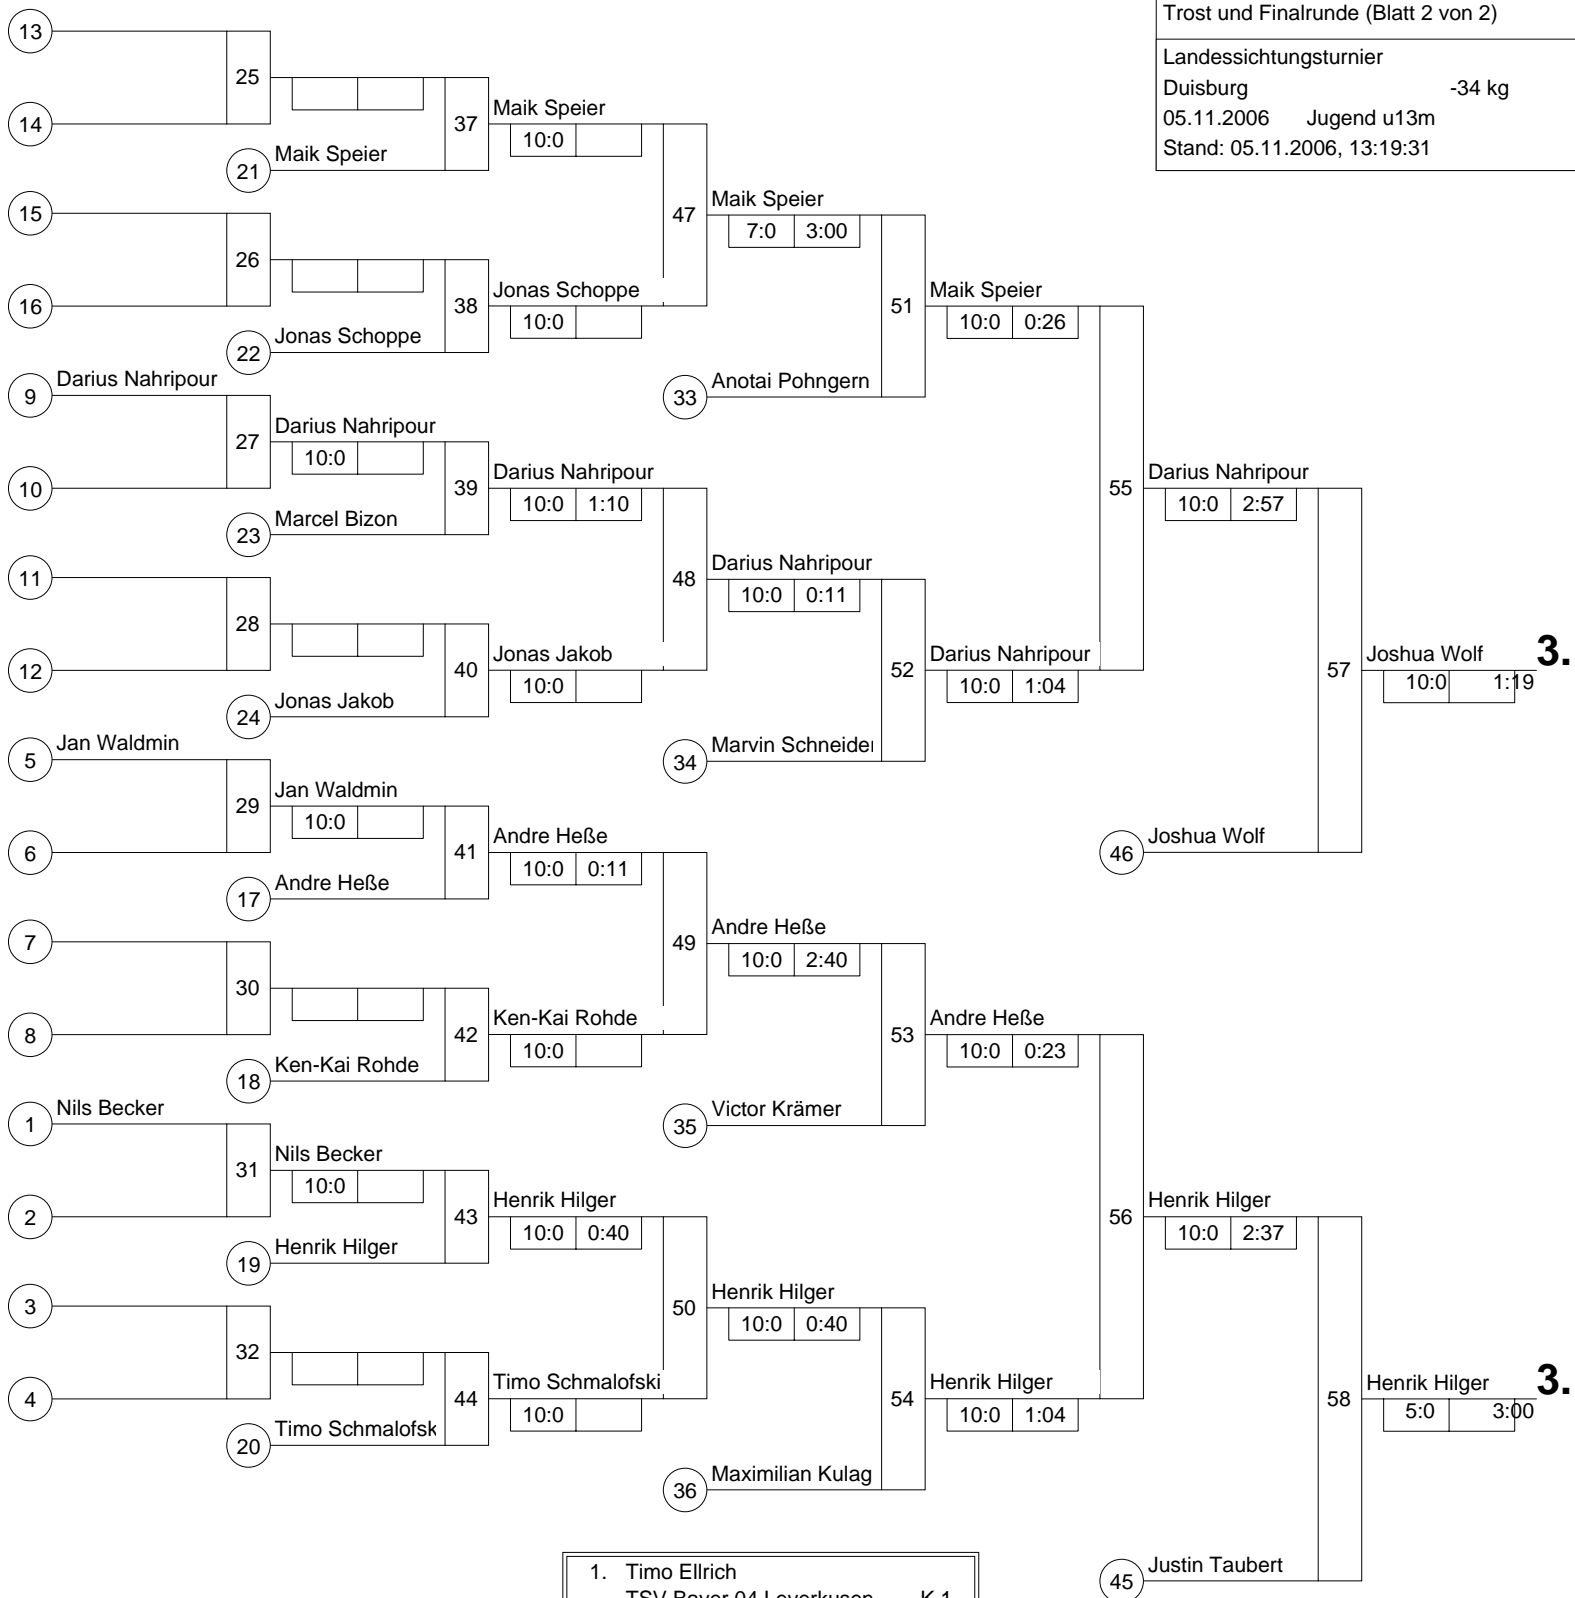 Trost und Finalrunde (Blatt 2 von 2)
Landessichtungsturnier
Duisburg -34 kg
05.11.2006 Jugend u13m
Stand: 05.11.2006, 13:19:31
13
25
14
37
Maik Speier
10:0
21
Maik Speier
15
47
Maik Speier
7:0 3:00
26
16
38
Jonas Schoppe
10:0
22
Jonas Schoppe
51
Maik Speier
10:0 0:26
9
Darius Nahripour
33
Anotai Pohngern
27
Darius Nahripour
10:0
10
39
Darius Nahripour
10:0 1:10
23
Marcel Bizon
55
Darius Nahripour
10:0 2:57
11
48
Darius Nahripour
10:0 0:11
28
12
40
Jonas Jakob
10:0
24
Jonas Jakob
52
Darius Nahripour
10:0 1:04
57
Joshua Wolf
10:0 1:19
3.
5
Jan Waldmin
34
Marvin Schneider
29
Jan Waldmin
10:0
6
41
Andre Heße
10:0 0:11
46
Joshua Wolf
17
Andre Heße
7
49
Andre Heße
10:0 2:40
30
8
42
Ken-Kai Rohde
10:0
18
Ken-Kai Rohde
53
Andre Heße
10:0 0:23
1
Nils Becker
35
Victor Krämer
31
Nils Becker
10:0
2
43
Henrik Hilger
10:0 0:40
19
Henrik Hilger
56
Henrik Hilger
10:0 2:37
3
50
Henrik Hilger
10:0 0:40
32
4
44
Timo Schmalofski
10:0
20
Timo Schmalofsk
54
Henrik Hilger
10:0 1:04
58
Henrik Hilger
5:0 3:00
3.
36
Maximilian Kulag
45
Justin Taubert
1. Timo Ellrich
TSV Bayer 04 Leverkusen K 1